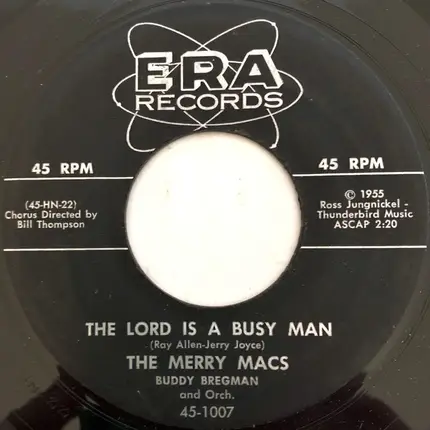 ERA
RECORDS
45 RPM
45 RPM
(45-HN-22)
Chorus Directed by
Bill Thompson
© 1955
Ross Jungnickel -
Thunderbird Music
ASCAP 2:20
THE LORD IS A BUSY MAN
(Ray Allen-Jerry Joyce)
THE MERRY MACS
BUDDY BREGMAN
and Orch.
45-1007